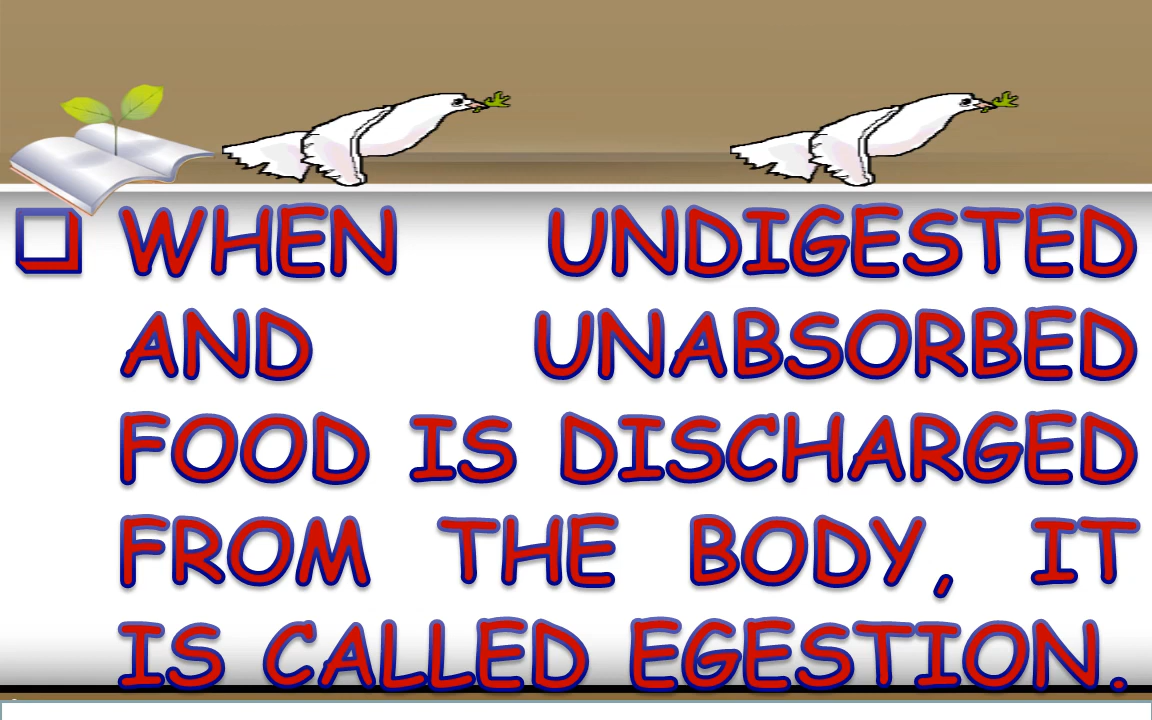 WHEN UNDIGESTED
AND UNABSORBED
FOOD IS DISCHARGED
FROM THE BODY, IT
IS CALLED EGESTION.